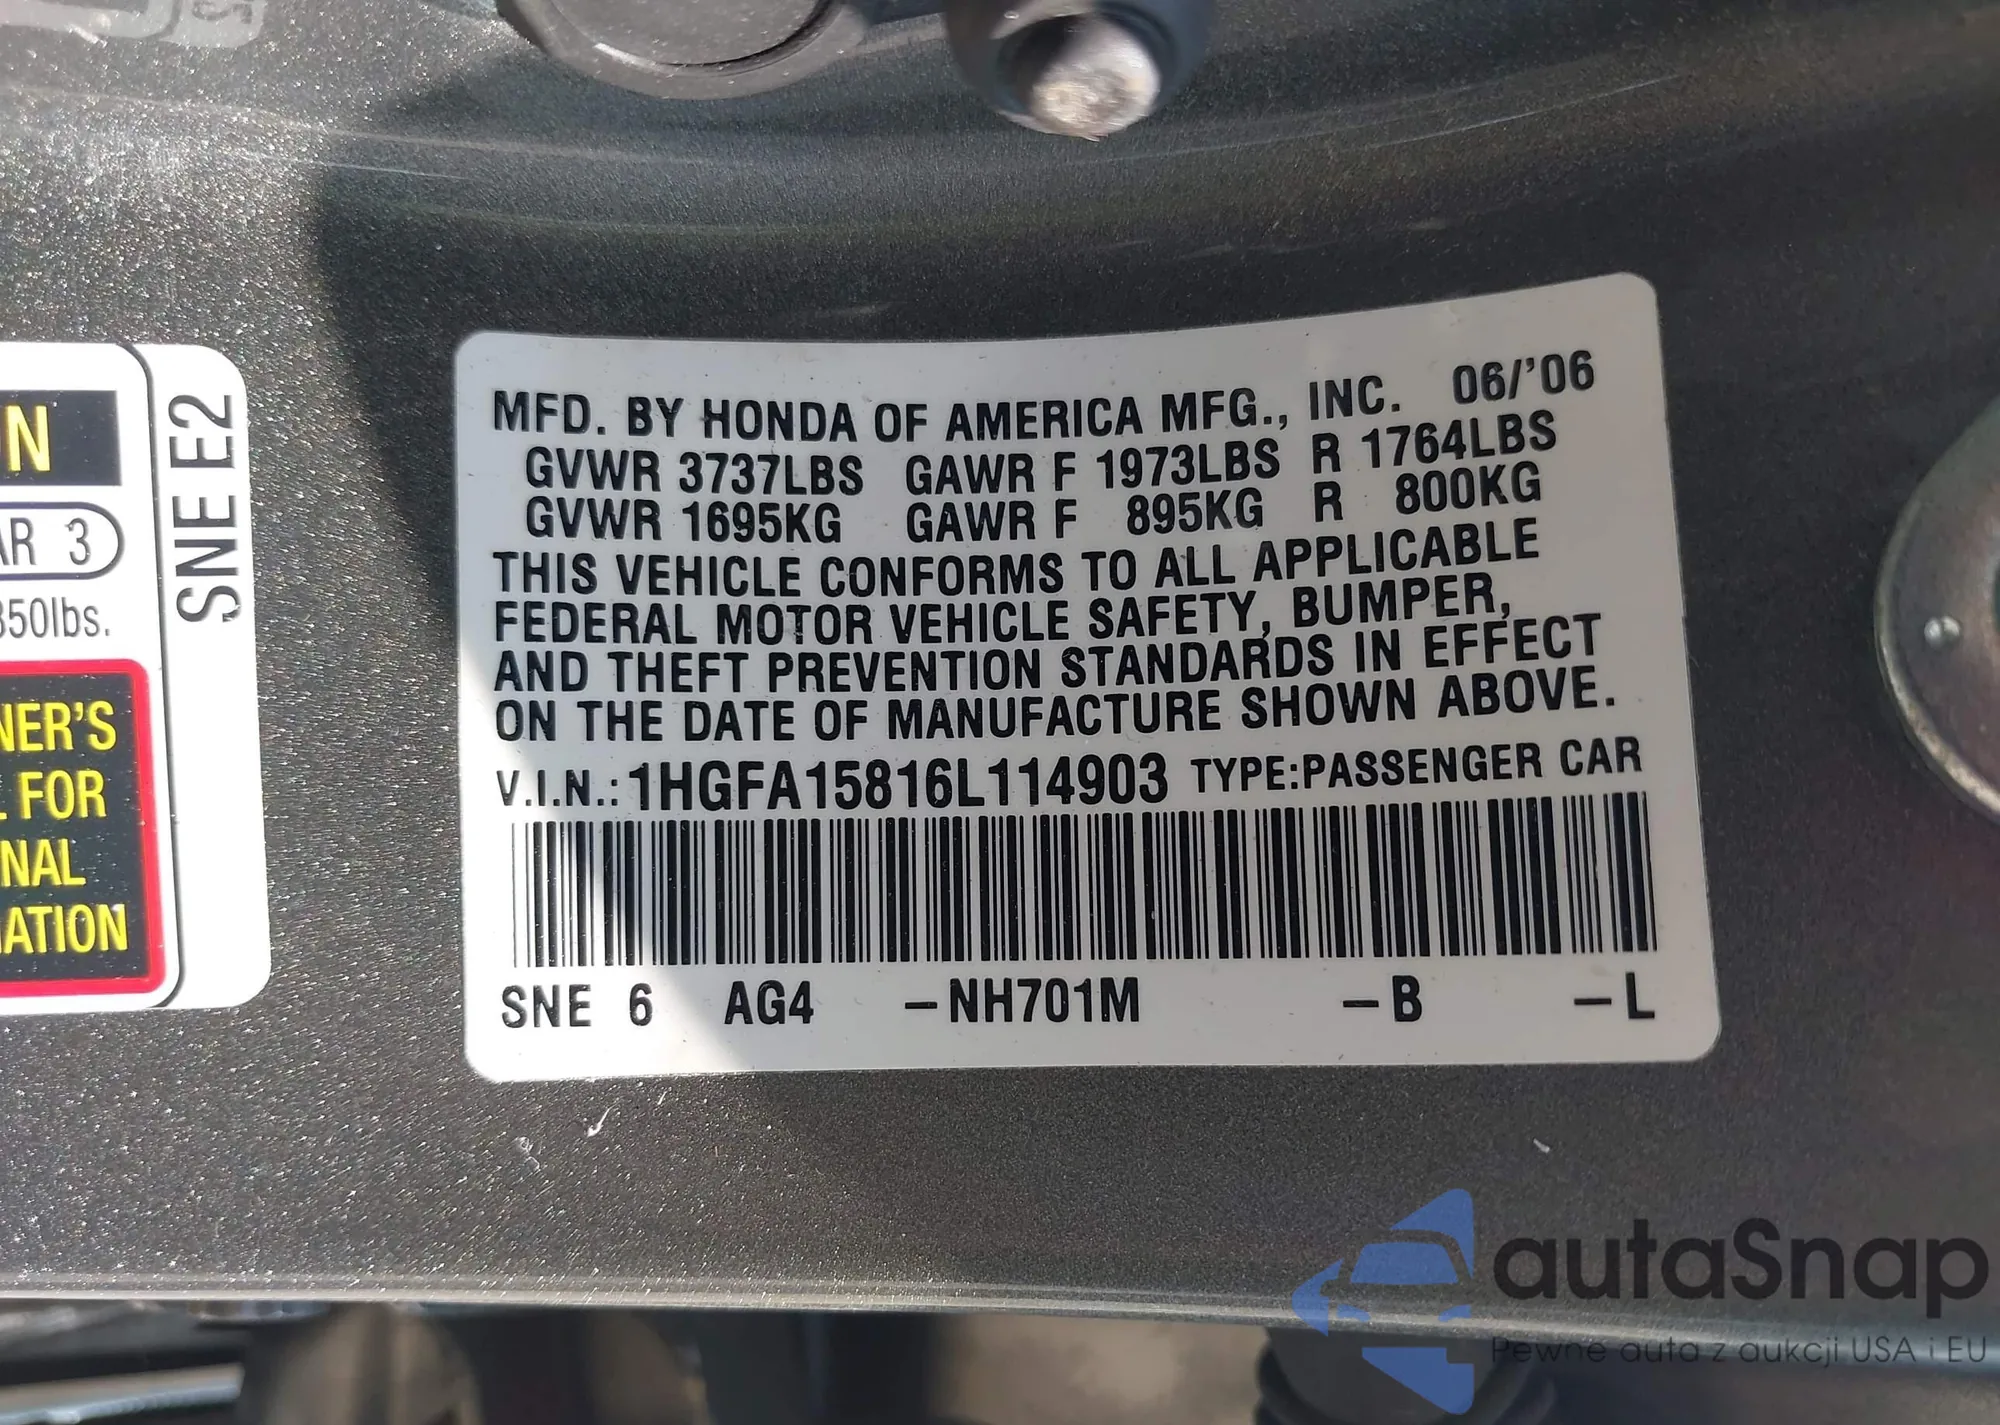 ON
AR 3
350lbs.
NER'S
L FOR
NAL
MATION
SNE E2
MFD. BY HONDA OF AMERICA MFG., INC. 06/'06
GVWR 3737LBS GAWR F 1973LBS R 1764LBS
GVWR 1695KG GAWR F 895KG R 800KG
THIS VEHICLE CONFORMS TO ALL APPLICABLE
FEDERAL MOTOR VEHICLE SAFETY, BUMPER,
AND THEFT PREVENTION STANDARDS IN EFFECT
ON THE DATE OF MANUFACTURE SHOWN ABOVE.
V.I.N.: 1HGFA15816L114903 TYPE:PASSENGER CAR
SNE 6 AG4 -NH701M -B -L
autaSnap
Pewne auta z aukcji USA i EU